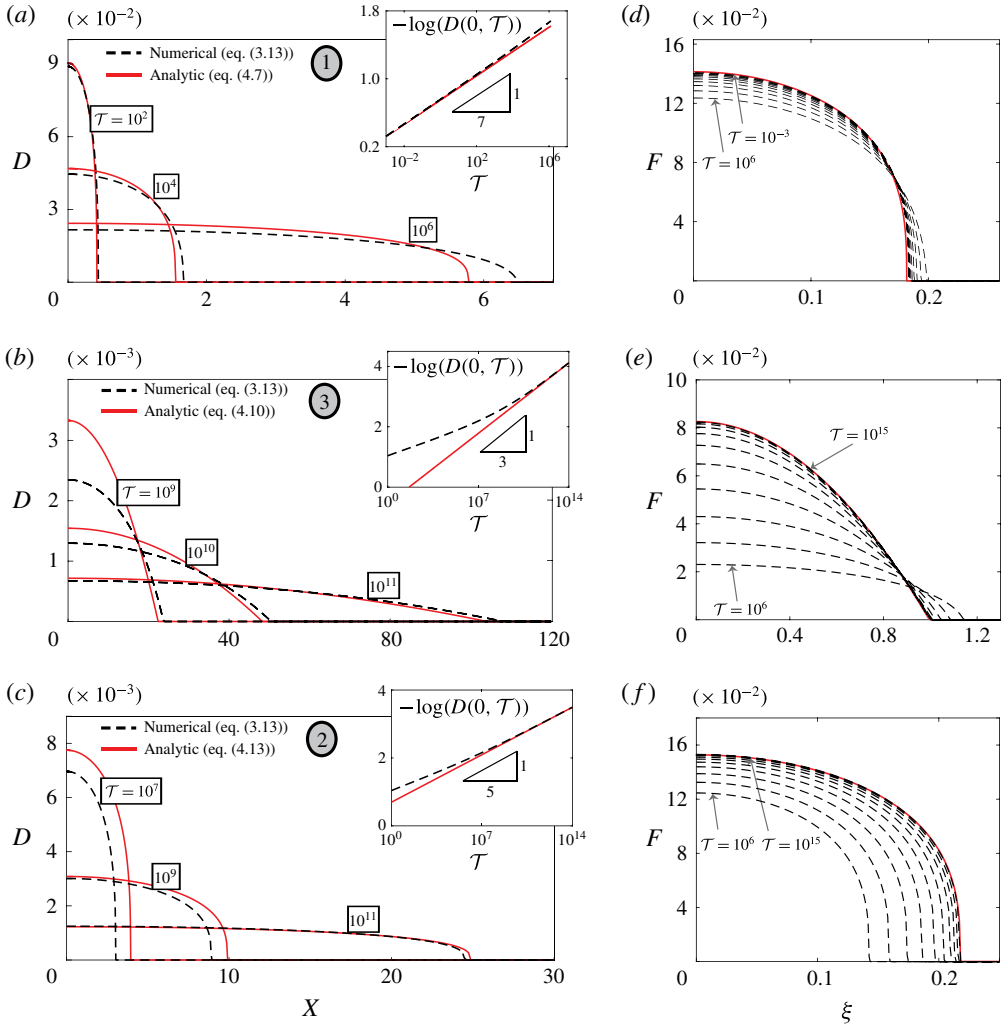 (a)
(× 10⁻²)
9
6
3
0
D
Numerical (eq. (3.13))
Analytic (eq. (4.7))
1
𝒯 = 10²
10⁴
10⁶
0
2
4
6
1.8
1.0
0.2
−log(D(0, 𝒯))
1
7
10⁻²
10²
10⁶
𝒯
(d)
(× 10⁻²)
16
12
8
4
0
F
𝒯 = 10⁻³
𝒯 = 10⁶
0.1
0.2
(b)
(× 10⁻³)
3
2
1
0
D
Numerical (eq. (3.13))
Analytic (eq. (4.10))
3
𝒯 = 10⁹
10¹⁰
10¹¹
0
40
80
120
4
2
0
−log(D(0, 𝒯))
1
3
10⁰
10⁷
10¹⁴
𝒯
(e)
(× 10⁻²)
10
8
6
4
2
0
F
𝒯 = 10¹⁵
𝒯 = 10⁶
0.4
0.8
1.2
(c)
(× 10⁻³)
8
6
4
2
0
D
Numerical (eq. (3.13))
Analytic (eq. (4.13))
2
𝒯 = 10⁷
10⁹
10¹¹
0
10
20
30
X
4
2
0
−log(D(0, 𝒯))
1
5
10⁰
10⁷
10¹⁴
𝒯
(f)
(× 10⁻²)
16
12
8
4
0
F
𝒯 = 10⁶
𝒯 = 10¹⁵
0.1
0.2
ξ